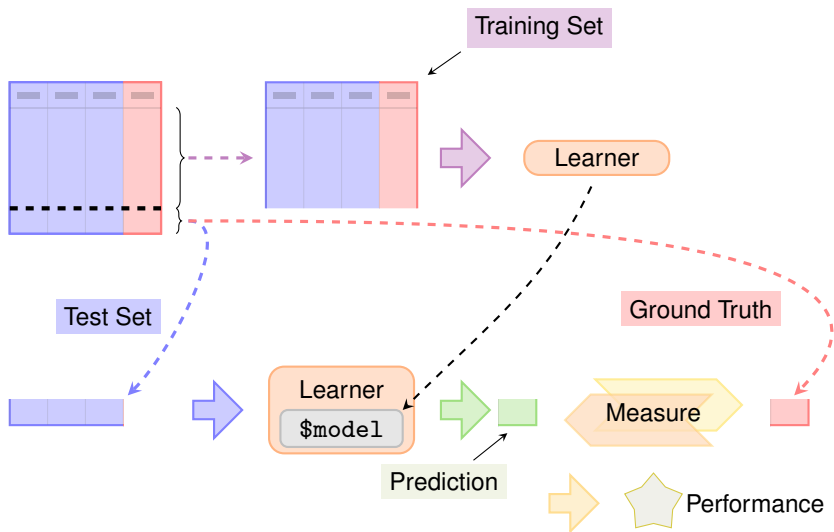 Training Set
Learner
Test Set
Ground Truth
Learner
$model
Measure
Prediction
Performance